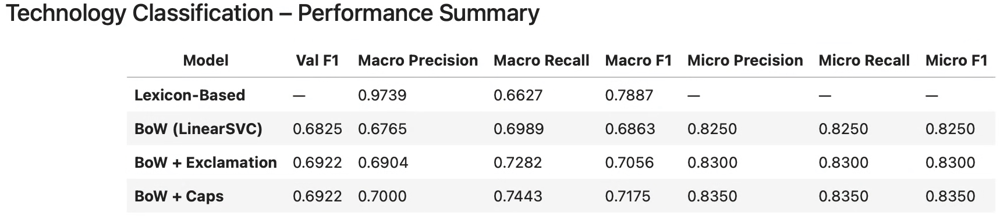 Technology Classification – Performance Summary
Model Val F1 Macro Precision Macro Recall Macro F1 Micro Precision Micro Recall Micro F1
Lexicon-Based — 0.9739 0.6627 0.7887 — — —
BoW (LinearSVC) 0.6825 0.6765 0.6989 0.6863 0.8250 0.8250 0.8250
BoW + Exclamation 0.6922 0.6904 0.7282 0.7056 0.8300 0.8300 0.8300
BoW + Caps 0.6922 0.7000 0.7443 0.7175 0.8350 0.8350 0.8350